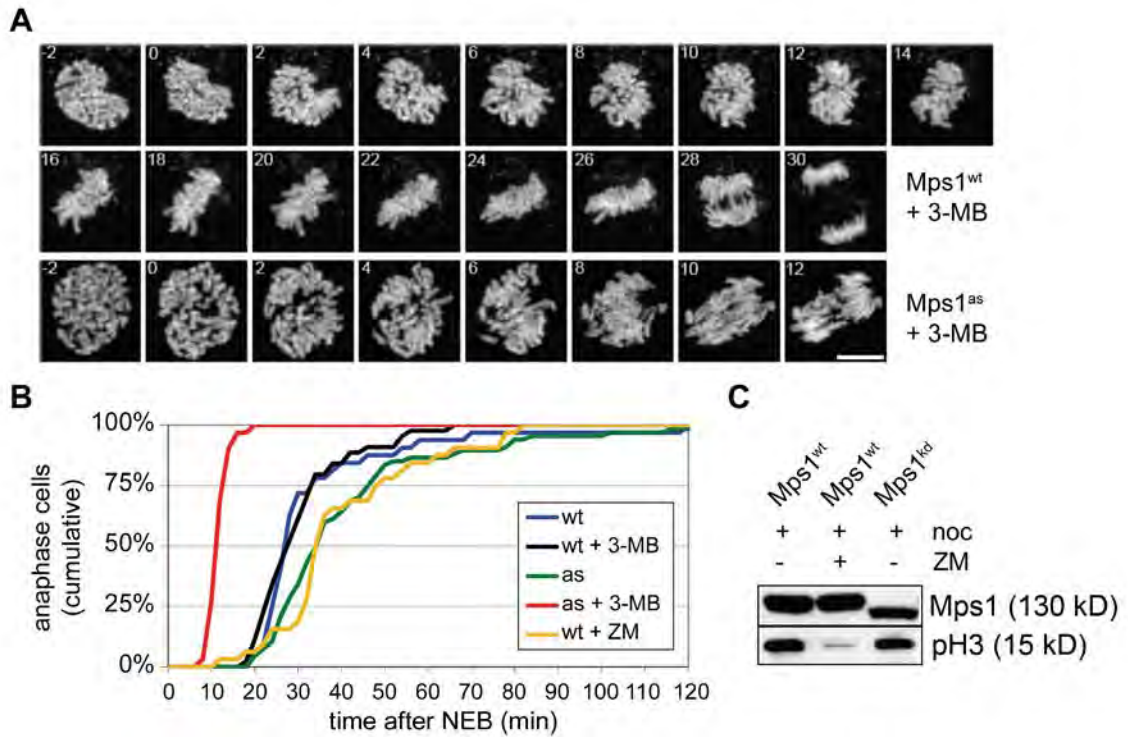 A
-2 0 2 4 6 8 10 12 14
16 18 20 22 24 26 28 30
Mps1wt
+ 3-MB
-2 0 2 4 6 8 10 12
Mps1as
+ 3-MB
B
anaphase cells
(cumulative)
100%
75%
50%
25%
0%
wt
wt + 3-MB
as
as + 3-MB
wt + ZM
0 10 20 30 40 50 60 70 80 90 100 110 120
time after NEB (min)
C
Mps1wt Mps1wt Mps1kd
+ + + noc
- + - ZM
Mps1 (130 kD)
pH3 (15 kD)